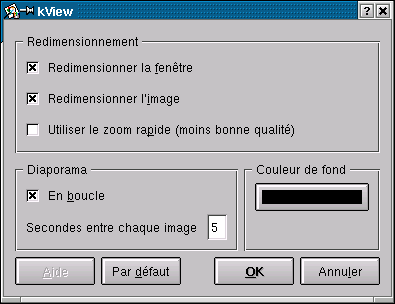 kView
Redimensionnement
Redimensionner la fenêtre
Redimensionner l'image
Utiliser le zoom rapide (moins bonne qualité)
Diaporama
Couleur de fond
En boucle
Secondes entre chaque image 5
Aide Par défaut OK Annuler